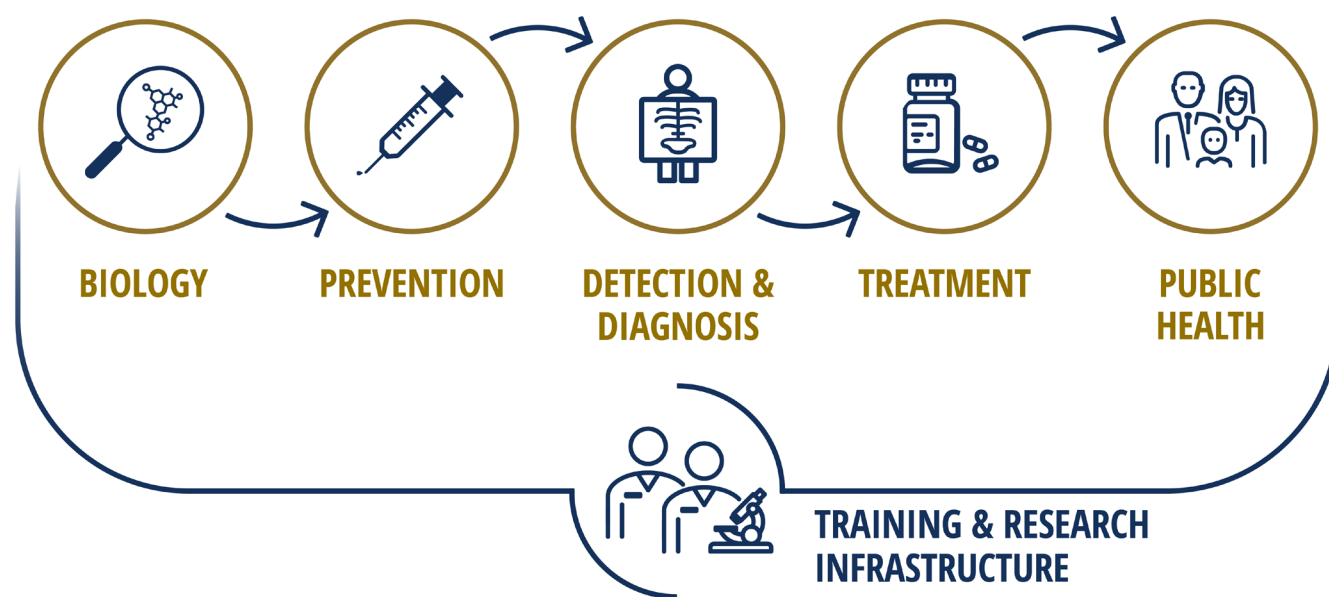 BIOLOGY
PREVENTION
DETECTION &
DIAGNOSIS
TREATMENT
PUBLIC
HEALTH
TRAINING & RESEARCH
INFRASTRUCTURE